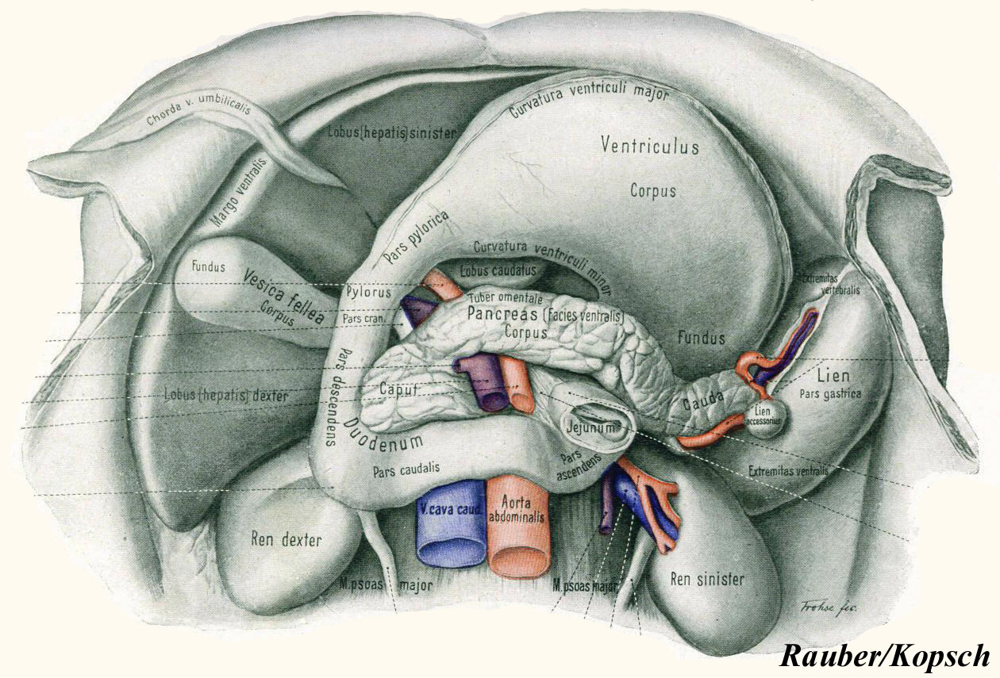 Chorda v. umbilicalis
Lobus(hepatis)sinister
Curvatura ventriculi major
Ventriculus
Corpus
Margo ventralis
Pars pylorica
Curvatura ventriculi minor
Lobus caudatus
Fundus
Vesica fellea
Corpus
Pylorus
Pars cran.
Tuber omentale
Pancreas (Facies ventralis)
Corpus
Fundus
Extremitas
vertebralis
Lien
Pars gastrica
Lobus(hepatis)dexter
Pars descendens
Caput
Cauda
Lien
accessorius
Duodenum
Jejunum
Pars caudalis
Pars
ascendens
Extremitas ventralis
V. cava caud.
Aorta
abdominalis
Ren dexter
M. psoas major
M. psoas major
Ren sinister
Frohse fec.
Rauber/Kopsch